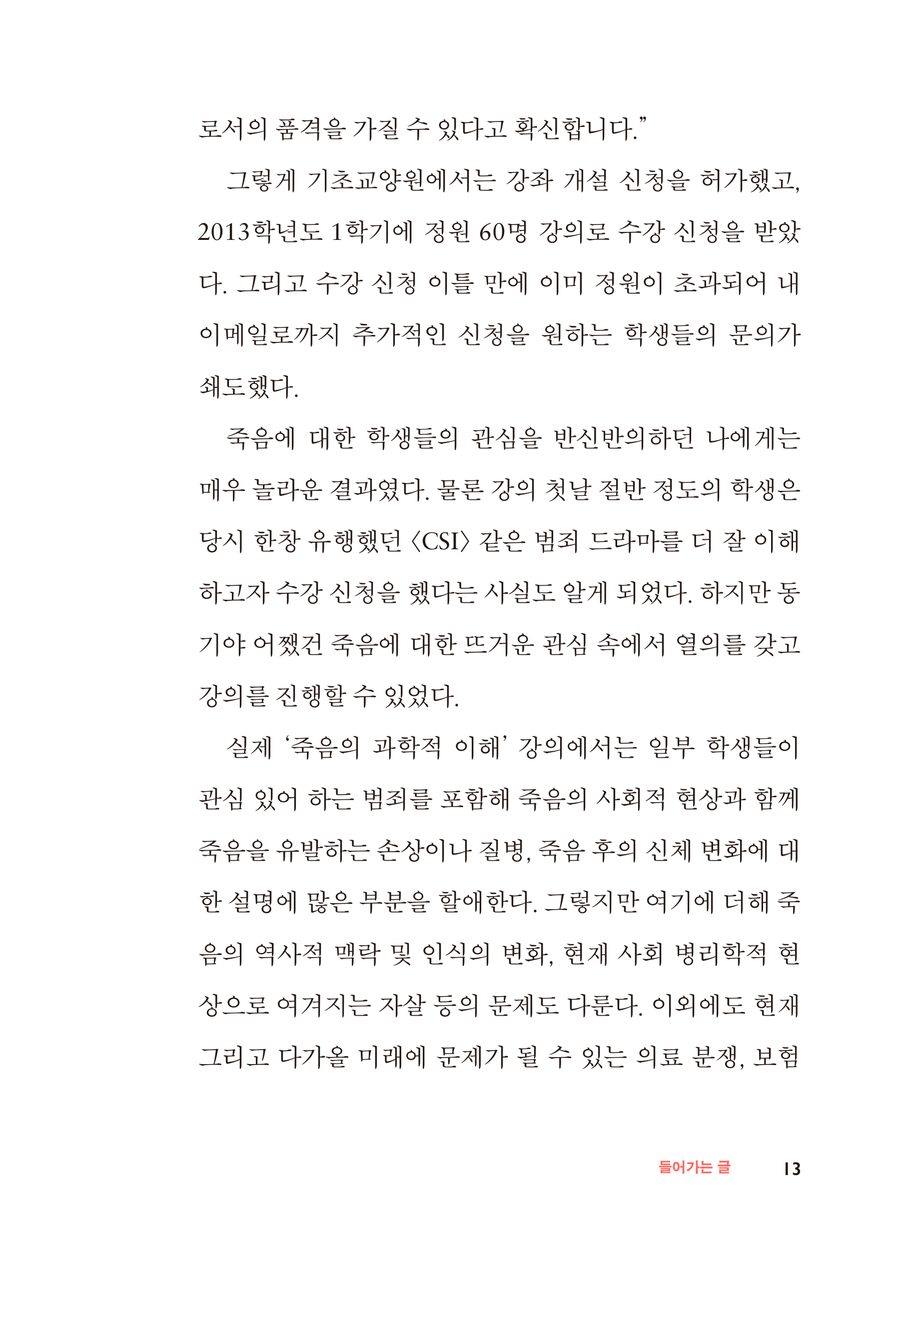 로서의 품격을 가질 수 있다고 확신합니다.”
그렇게 기초교양원에서는 강좌 개설 신청을 허가했고,
2013학년도 1학기에 정원 60명 강의로 수강 신청을 받았
다. 그리고 수강 신청 이틀 만에 이미 정원이 초과되어 내
이메일로까지 추가적인 신청을 원하는 학생들의 문의가
쇄도했다.
죽음에 대한 학생들의 관심을 반신반의하던 나에게는
매우 놀라운 결과였다. 물론 강의 첫날 절반 정도의 학생은
당시 한창 유행했던 〈CSI〉 같은 범죄 드라마를 더 잘 이해
하고자 수강 신청을 했다는 사실도 알게 되었다. 하지만 동
기야 어쨌건 죽음에 대한 뜨거운 관심 속에서 열의를 갖고
강의를 진행할 수 있었다.
실제 ‘죽음의 과학적 이해’ 강의에서는 일부 학생들이
관심 있어 하는 범죄를 포함해 죽음의 사회적 현상과 함께
죽음을 유발하는 손상이나 질병, 죽음 후의 신체 변화에 대
한 설명에 많은 부분을 할애한다. 그렇지만 여기에 더해 죽
음의 역사적 맥락 및 인식의 변화, 현재 사회 병리학적 현
상으로 여겨지는 자살 등의 문제도 다룬다. 이외에도 현재
그리고 다가올 미래에 문제가 될 수 있는 의료 분쟁, 보험
들어가는 글 13